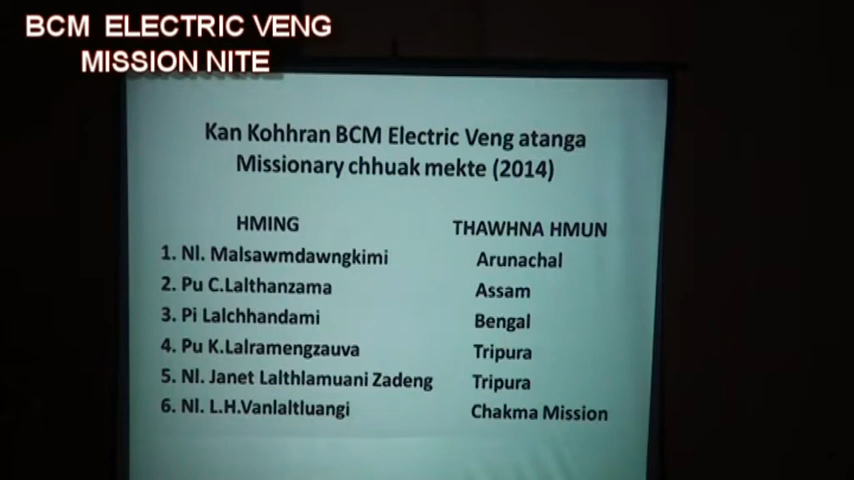 BCM ELECTRIC VENG
MISSION NITE
Kan Kohhran BCM Electric Veng atanga
Missionary chhuak mekte (2014)
HMING THAWHNA HMUN
1. Nl. Malsawmdawngkimi Arunachal
2. Pu C.Lalthanzama Assam
3. Pi Lalchhandami Bengal
4. Pu K.Lalramengzauva Tripura
5. Nl. Janet Lalthlamuani Zadeng Tripura
6. Nl. L.H.Vanlaltluangi Chakma Mission